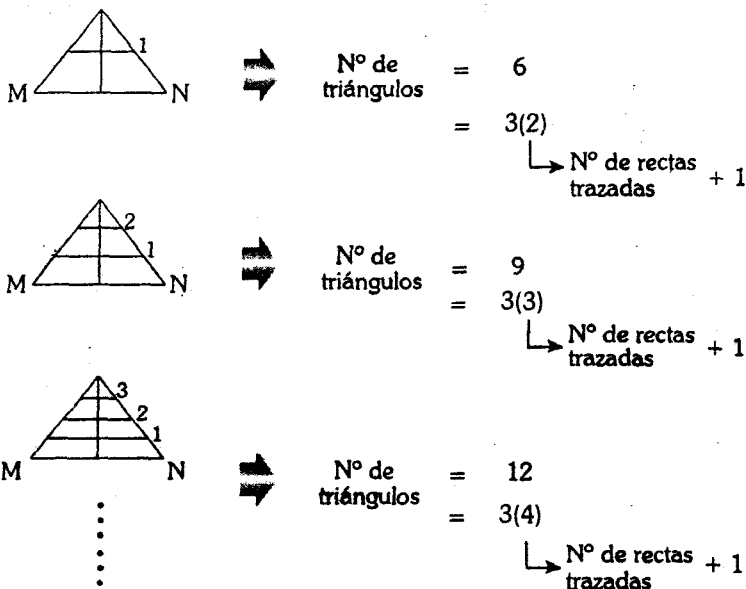 1
M N
Nº de
triángulos
= 6
= 3(2)
Nº de rectas
trazadas + 1
2
1
M N
Nº de
triángulos
= 9
= 3(3)
Nº de rectas
trazadas + 1
3
2
1
M N
Nº de
triángulos
= 12
= 3(4)
Nº de rectas
trazadas + 1